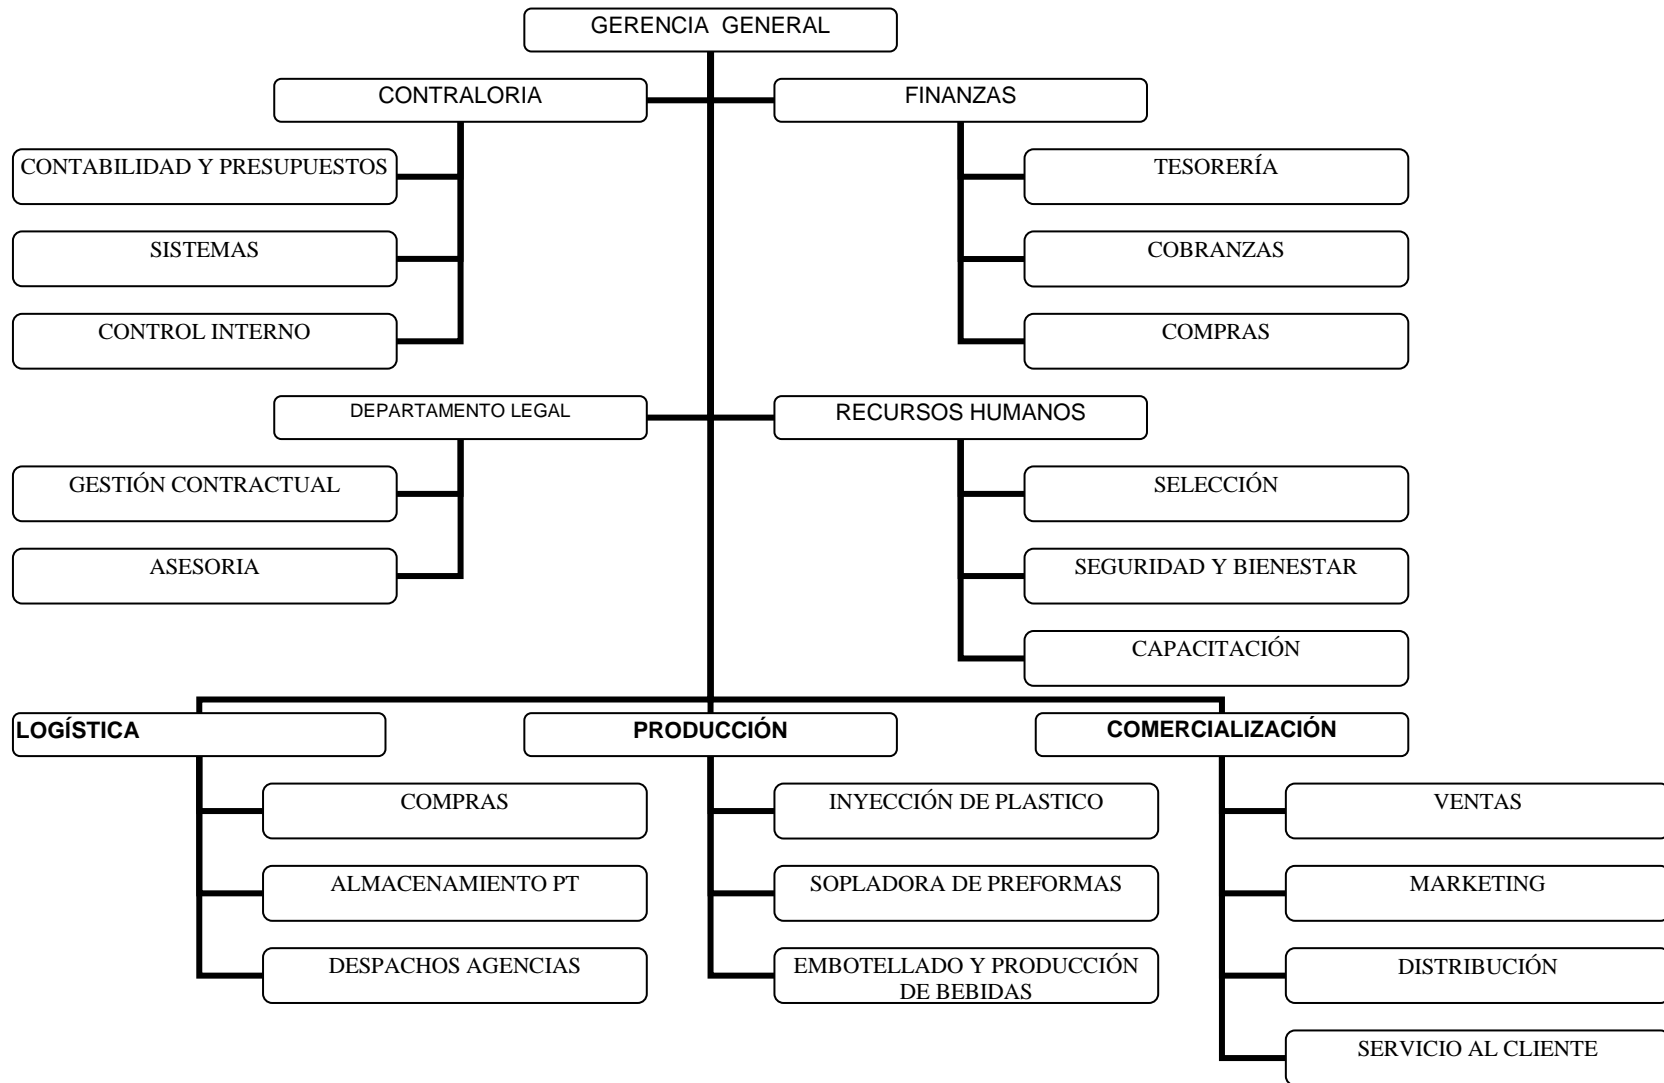 GERENCIA GENERAL
CONTRALORIA
FINANZAS
CONTABILIDAD Y PRESUPUESTOS
TESORERÍA
SISTEMAS
COBRANZAS
CONTROL INTERNO
COMPRAS
DEPARTAMENTO LEGAL
RECURSOS HUMANOS
GESTIÓN CONTRACTUAL
SELECCIÓN
ASESORIA
SEGURIDAD Y BIENESTAR
CAPACITACIÓN
LOGÍSTICA
PRODUCCIÓN
COMERCIALIZACIÓN
COMPRAS
INYECCIÓN DE PLASTICO
VENTAS
ALMACENAMIENTO PT
SOPLADORA DE PREFORMAS
MARKETING
DESPACHOS AGENCIAS
EMBOTELLADO Y PRODUCCIÓN
DE BEBIDAS
DISTRIBUCIÓN
SERVICIO AL CLIENTE